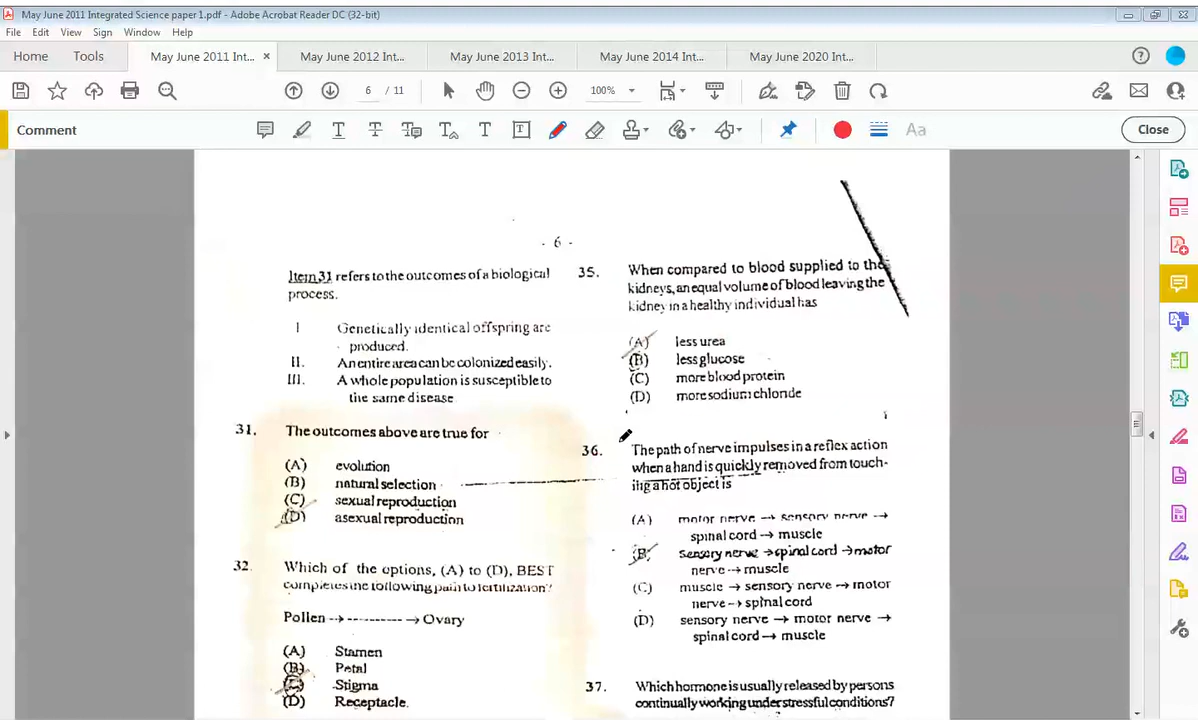 May June 2011 Integrated Science paper 1.pdf - Adobe Acrobat Reader DC (32-bit)
File Edit View Sign Window Help
Home Tools May June 2011 Int... × May June 2012 Int... May June 2013 Int... May June 2014 Int... May June 2020 Int...
6 / 11 100%
Comment Close
- 6 -
Item 31 refers to the outcomes of a biological
process.
I Genetically identical offspring are
produced.
II. An entire area can be colonized easily.
III. A whole population is susceptible to
the same disease
31. The outcomes above are true for
(A) evolution
(B) natural selection
(C) sexual reproduction
(D) asexual reproduction
32. Which of the options, (A) to (D), BEST
completes the following path to fertilization?
Pollen → ---------- → Ovary
(A) Stamen
(B) Petal
(C) Stigma
(D) Receptacle.
35. When compared to blood supplied to the
kidneys, an equal volume of blood leaving the
kidney in a healthy individual has
(A) less urea
(B) less glucose
(C) more blood protein
(D) more sodium chloride
36. The path of nerve impulses in a reflex action
when a hand is quickly removed from touch-
ing a hot object is
(A) motor nerve → sensory nerve →
spinal cord → muscle
(B) sensory nerve → spinal cord → motor
nerve → muscle
(C) muscle → sensory nerve → motor
nerve → spinal cord
(D) sensory nerve → motor nerve →
spinal cord → muscle
37. Which hormone is usually released by persons
continually working under stressful conditions?